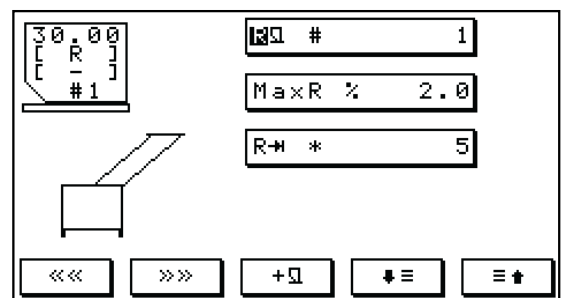 30.00
[ R ]
[ - ]
#1
R # 1
MaxR % 2.0
R * 5
<< >> +